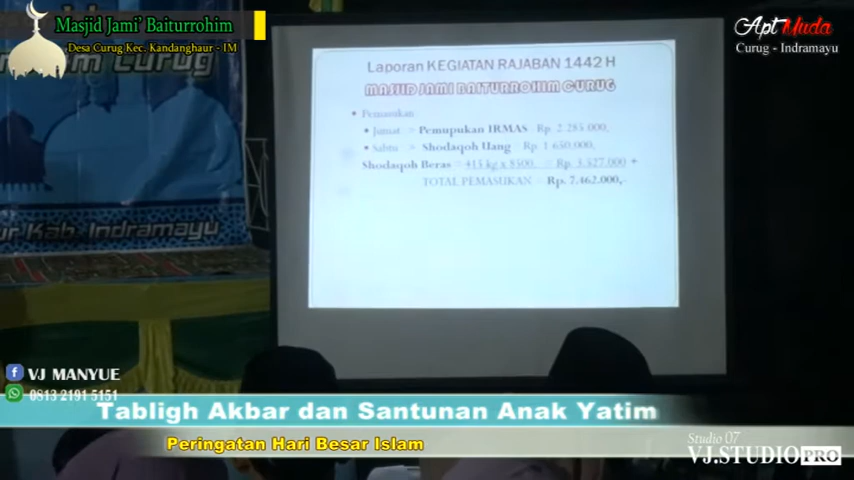 Masjid Jami' Baiturrohim
Desa Curug Kec. Kandanghaur - IM
Apt Muda
Curug - Indramayu
Curug
Kab. Indramayu
Laporan KEGIATAN RAJABAN 1442 H
MASJID JAMI BAITURROHIM CURUG
• Pemasukan
• Jumat -> Pemupukan IRMAS Rp. 2.285.000,
• Sabtu -> Shodaqoh Uang Rp. 1.650.000,
Shodaqoh Beras = 415 kg x 8500, = Rp. 3.527.000 +
TOTAL PEMASUKAN = Rp. 7.462.000,-
VJ MANYUE
0813 2191 5151
Tabligh Akbar dan Santunan Anak Yatim
Peringatan Hari Besar Islam
Studio 07
VJ.STUDIO PRO